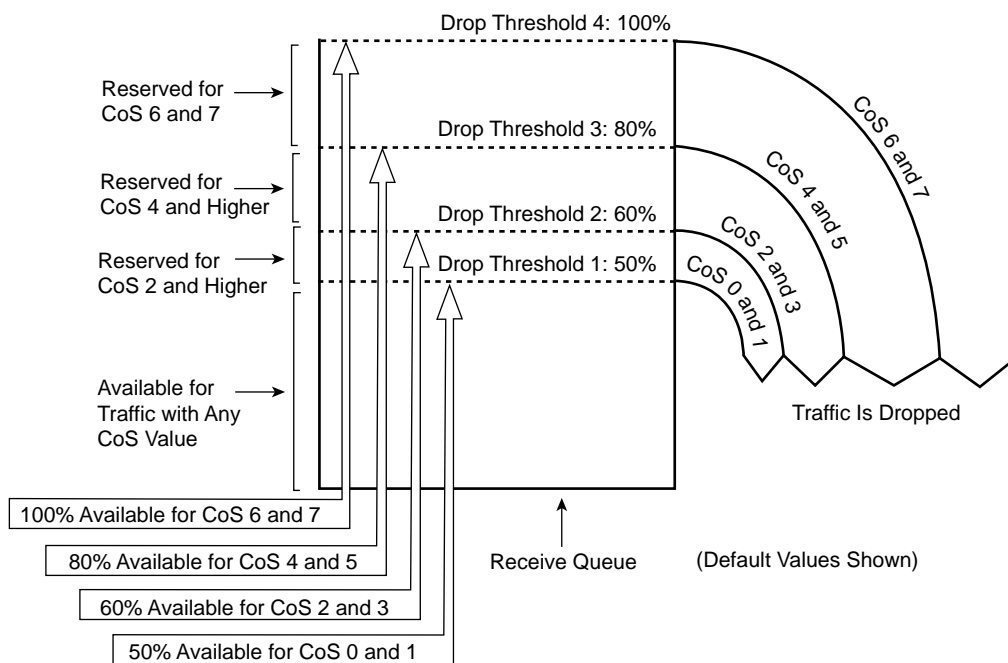 Drop Threshold 4: 100%
Reserved for
CoS 6 and 7
Drop Threshold 3: 80%
Reserved for
CoS 4 and Higher
Drop Threshold 2: 60%
Reserved for
CoS 2 and Higher
Drop Threshold 1: 50%
CoS 6 and 7
CoS 4 and 5
CoS 2 and 3
CoS 0 and 1
Available for
Traffic with Any
CoS Value
Traffic Is Dropped
100% Available for CoS 6 and 7
80% Available for CoS 4 and 5
60% Available for CoS 2 and 3
50% Available for CoS 0 and 1
Receive Queue
(Default Values Shown)